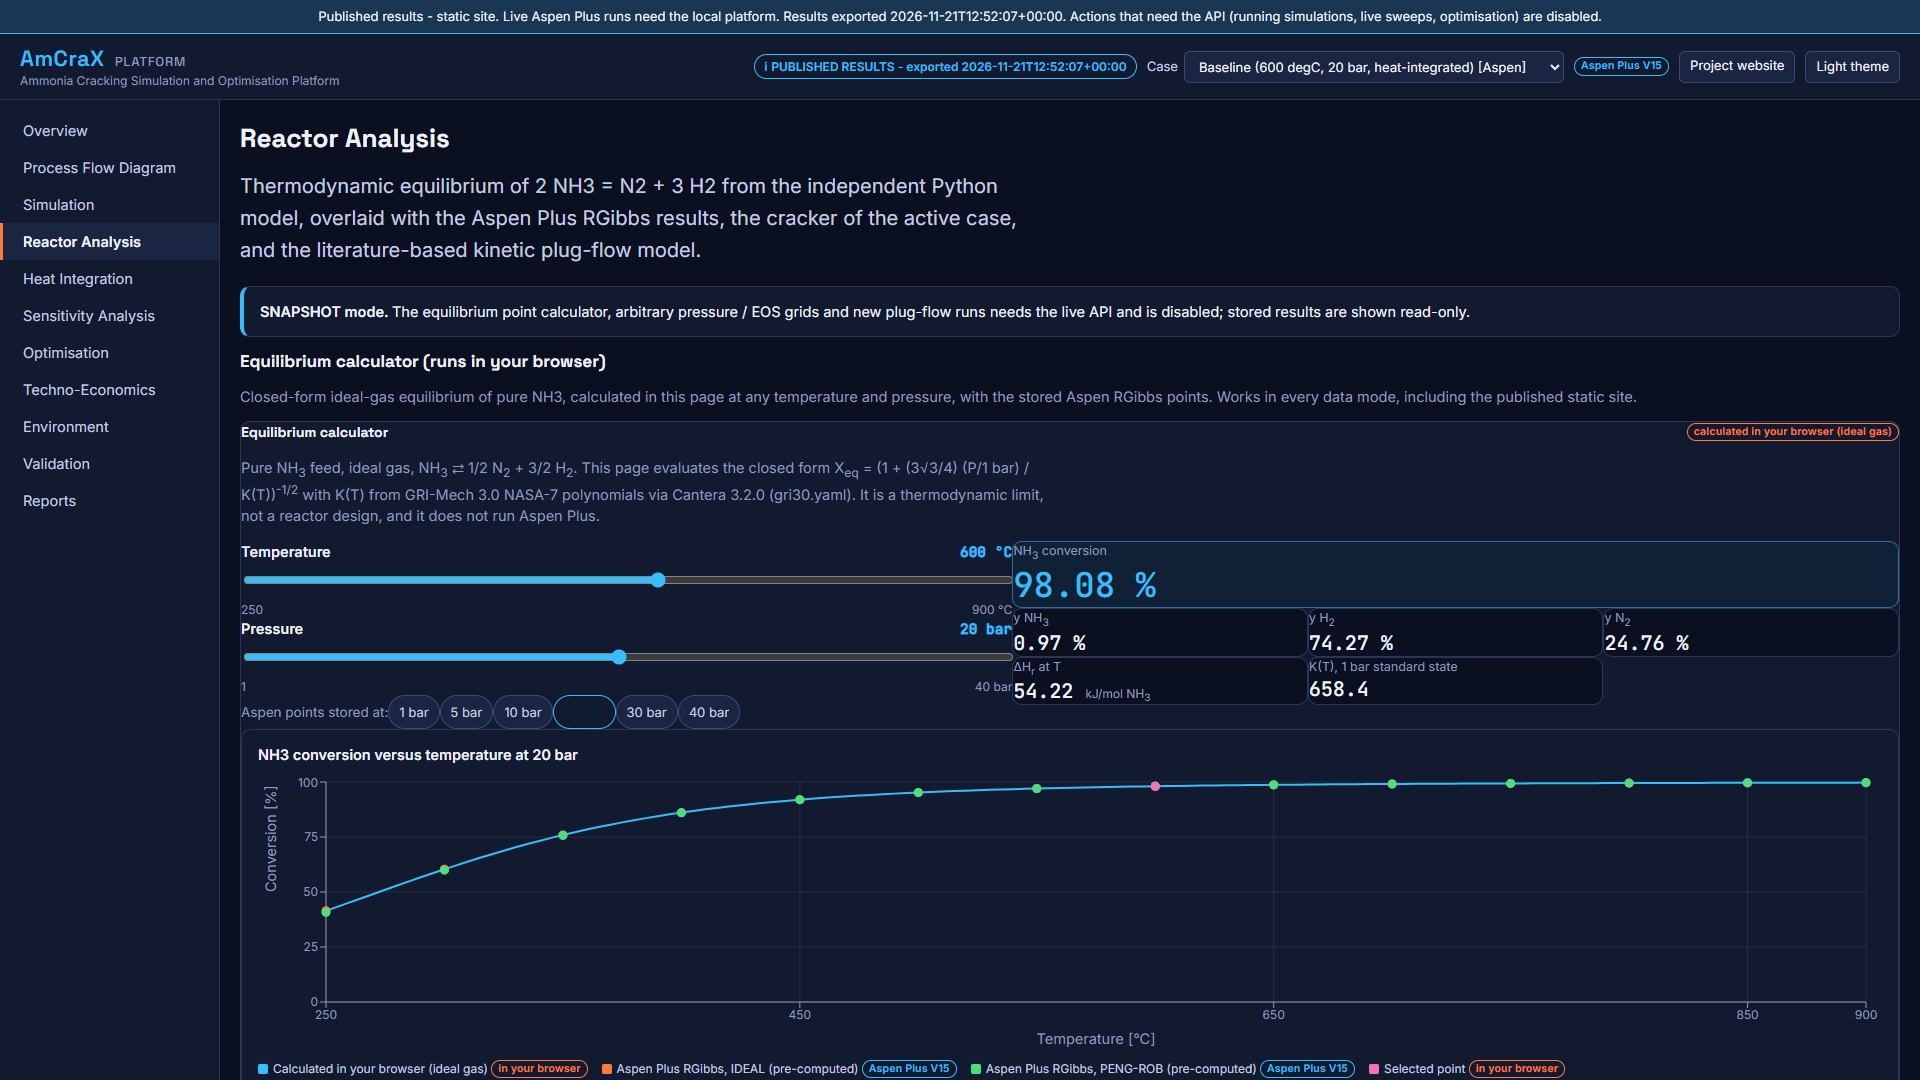 Published results - static site. Live Aspen Plus runs need the local platform. Results exported 2026-11-21T12:52:07+00:00. Actions that need the API (running simulations, live sweeps, optimisation) are disabled.
AmCraX PLATFORM
Ammonia Cracking Simulation and Optimisation Platform
i PUBLISHED RESULTS - exported 2026-11-21T12:52:07+00:00
Case
Baseline (600 degC, 20 bar, heat-integrated) [Aspen]
Aspen Plus V15
Project website
Light theme
Overview
Process Flow Diagram
Simulation
Reactor Analysis
Heat Integration
Sensitivity Analysis
Optimisation
Techno-Economics
Environment
Validation
Reports
Reactor Analysis
Thermodynamic equilibrium of 2 NH3 = N2 + 3 H2 from the independent Python
model, overlaid with the Aspen Plus RGibbs results, the cracker of the active case,
and the literature-based kinetic plug-flow model.
SNAPSHOT mode. The equilibrium point calculator, arbitrary pressure / EOS grids and new plug-flow runs needs the live API and is disabled; stored results are shown read-only.
Equilibrium calculator (runs in your browser)
Closed-form ideal-gas equilibrium of pure NH3, calculated in this page at any temperature and pressure, with the stored Aspen RGibbs points. Works in every data mode, including the published static site.
Equilibrium calculator
calculated in your browser (ideal gas)
Pure NH3 feed, ideal gas, NH3 ⇄ 1/2 N2 + 3/2 H2. This page evaluates the closed form Xeq = (1 + (3√3/4) (P/1 bar) /
K(T))-1/2 with K(T) from GRI-Mech 3.0 NASA-7 polynomials via Cantera 3.2.0 (gri30.yaml). It is a thermodynamic limit,
not a reactor design, and it does not run Aspen Plus.
Temperature
600 °C
250
900 °C
Pressure
20 bar
1
40 bar
Aspen points stored at:
1 bar
5 bar
10 bar
30 bar
40 bar
NH3 conversion
98.08 %
y NH3
0.97 %
y H2
74.27 %
y N2
24.76 %
ΔHr at T
54.22 kJ/mol NH3
K(T), 1 bar standard state
658.4
NH3 conversion versus temperature at 20 bar
Conversion [%]
100
75
50
25
0
250
450
650
850
900
Temperature [°C]
Calculated in your browser (ideal gas) in your browser
Aspen Plus RGibbs, IDEAL (pre-computed) Aspen Plus V15
Aspen Plus RGibbs, PENG-ROB (pre-computed) Aspen Plus V15
Selected point in your browser